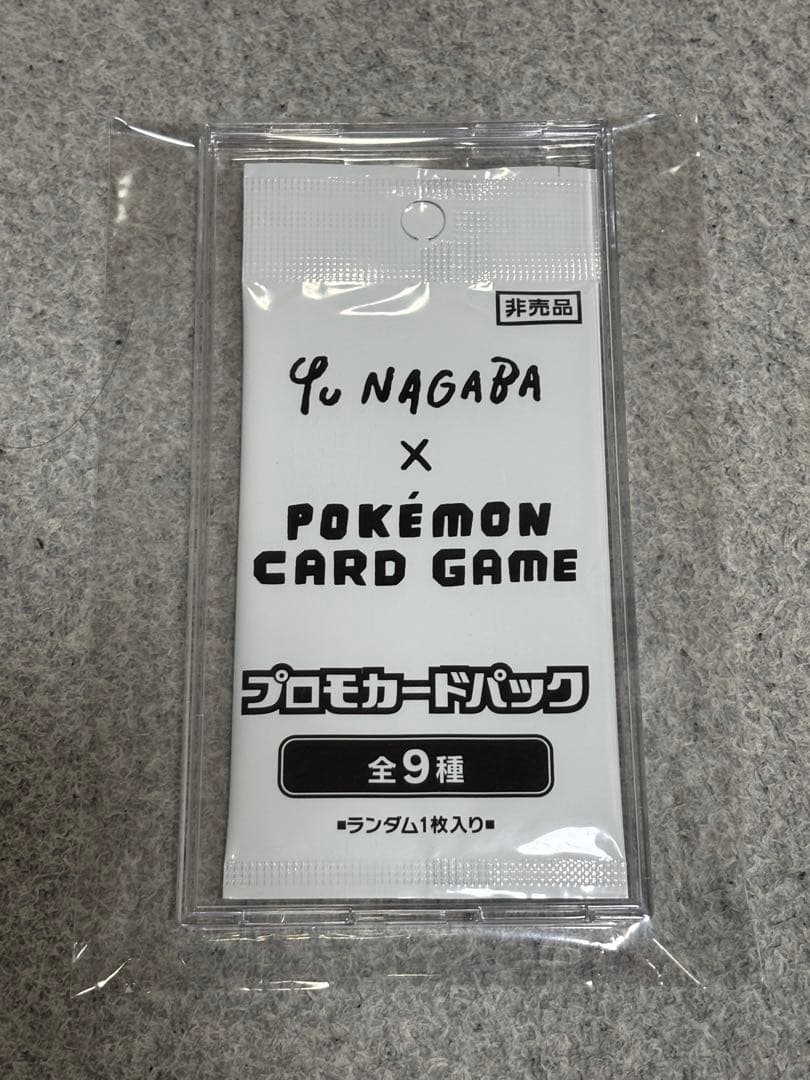 非売品
Yu NAGABA
×
POKÉMON
CARD GAME
プロモカードパック
全9種
■ランダム1枚入り■